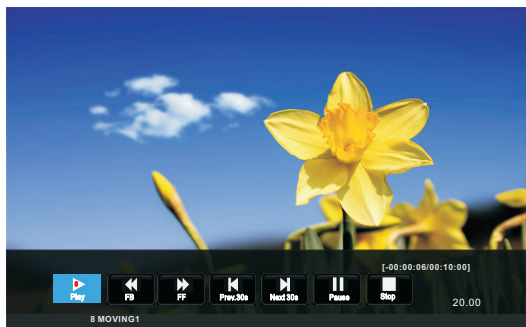 [-00:00:06/00:10:00]
Play FB FF Prev.30s Next 30s Pause Stop
20.00
8 MOVING1